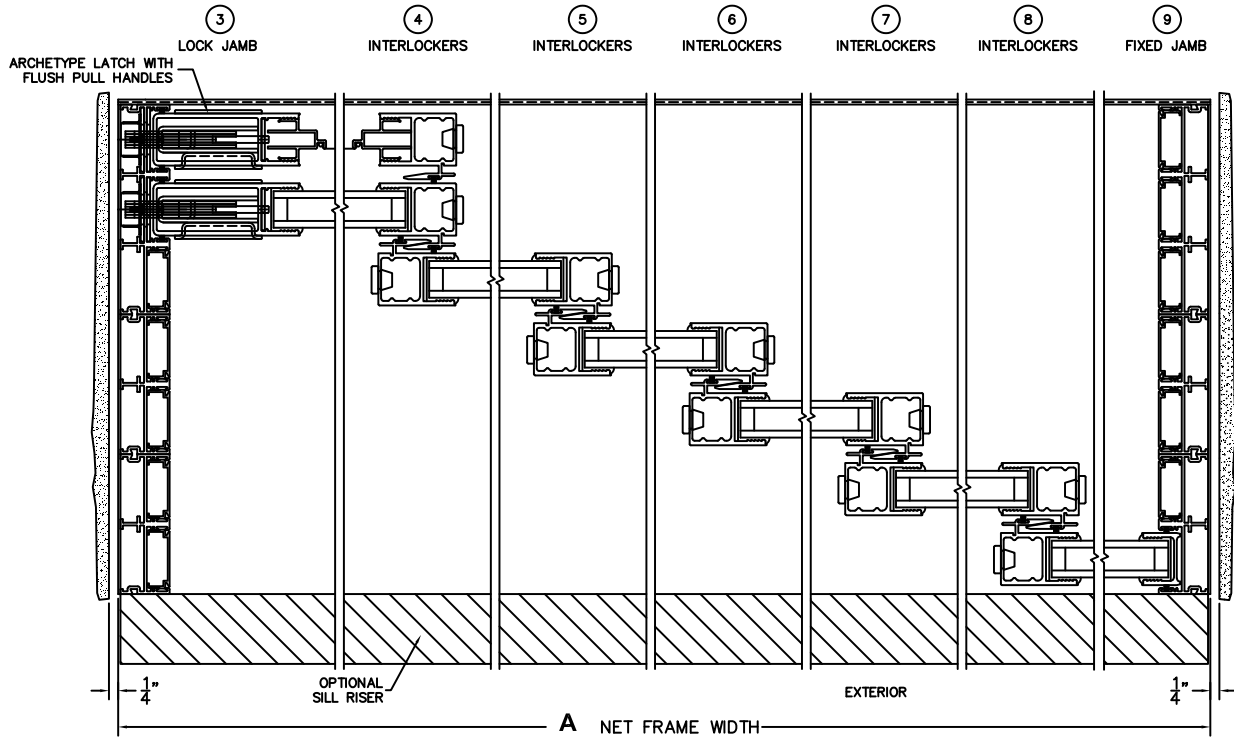 3 4 5 6 7 8 9
LOCK JAMB INTERLOCKERS INTERLOCKERS INTERLOCKERS INTERLOCKERS INTERLOCKERS FIXED JAMB
ARCHETYPE LATCH WITH
FLUSH PULL HANDLES
OPTIONAL
SILL RISER
EXTERIOR
1/4" 1/4"
A NET FRAME WIDTH